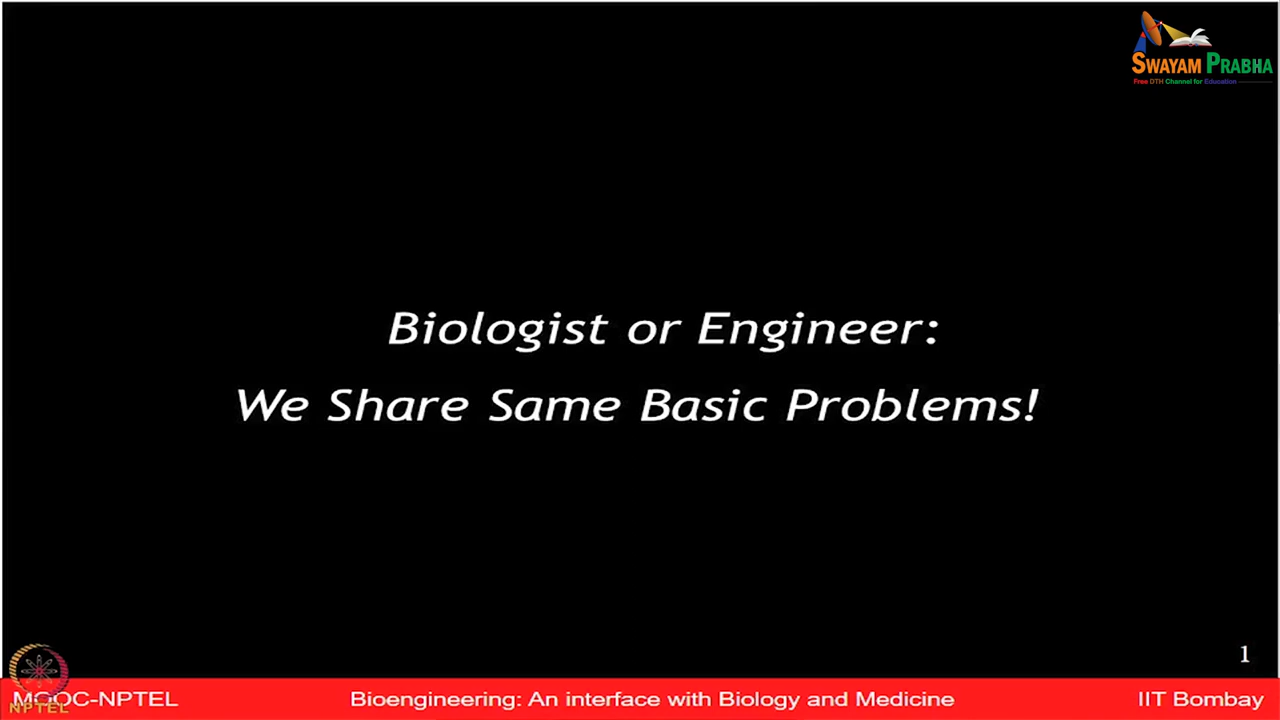 SWAYAM PRABHA
Free DTH Channel for Education
Biologist or Engineer:
We Share Same Basic Problems!
1
MOOC-NPTEL
Bioengineering: An interface with Biology and Medicine
IIT Bombay
NPTEL